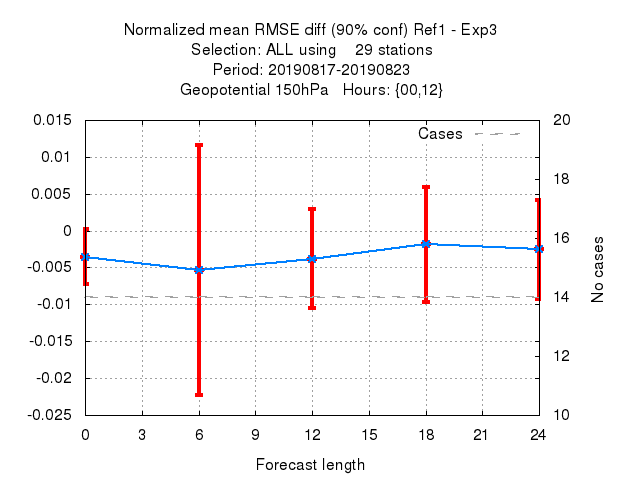 Normalized mean RMSE diff (90% conf) Ref1 - Exp3
Selection: ALL using    29 stations
Period: 20190817-20190823
Geopotential 150hPa   Hours: {00,12}
Cases
0.015
0.01
0.005
0
-0.005
-0.01
-0.015
-0.02
-0.025
20
18
16
14
12
10
No cases
0 3 6 9 12 15 18 21 24
Forecast length